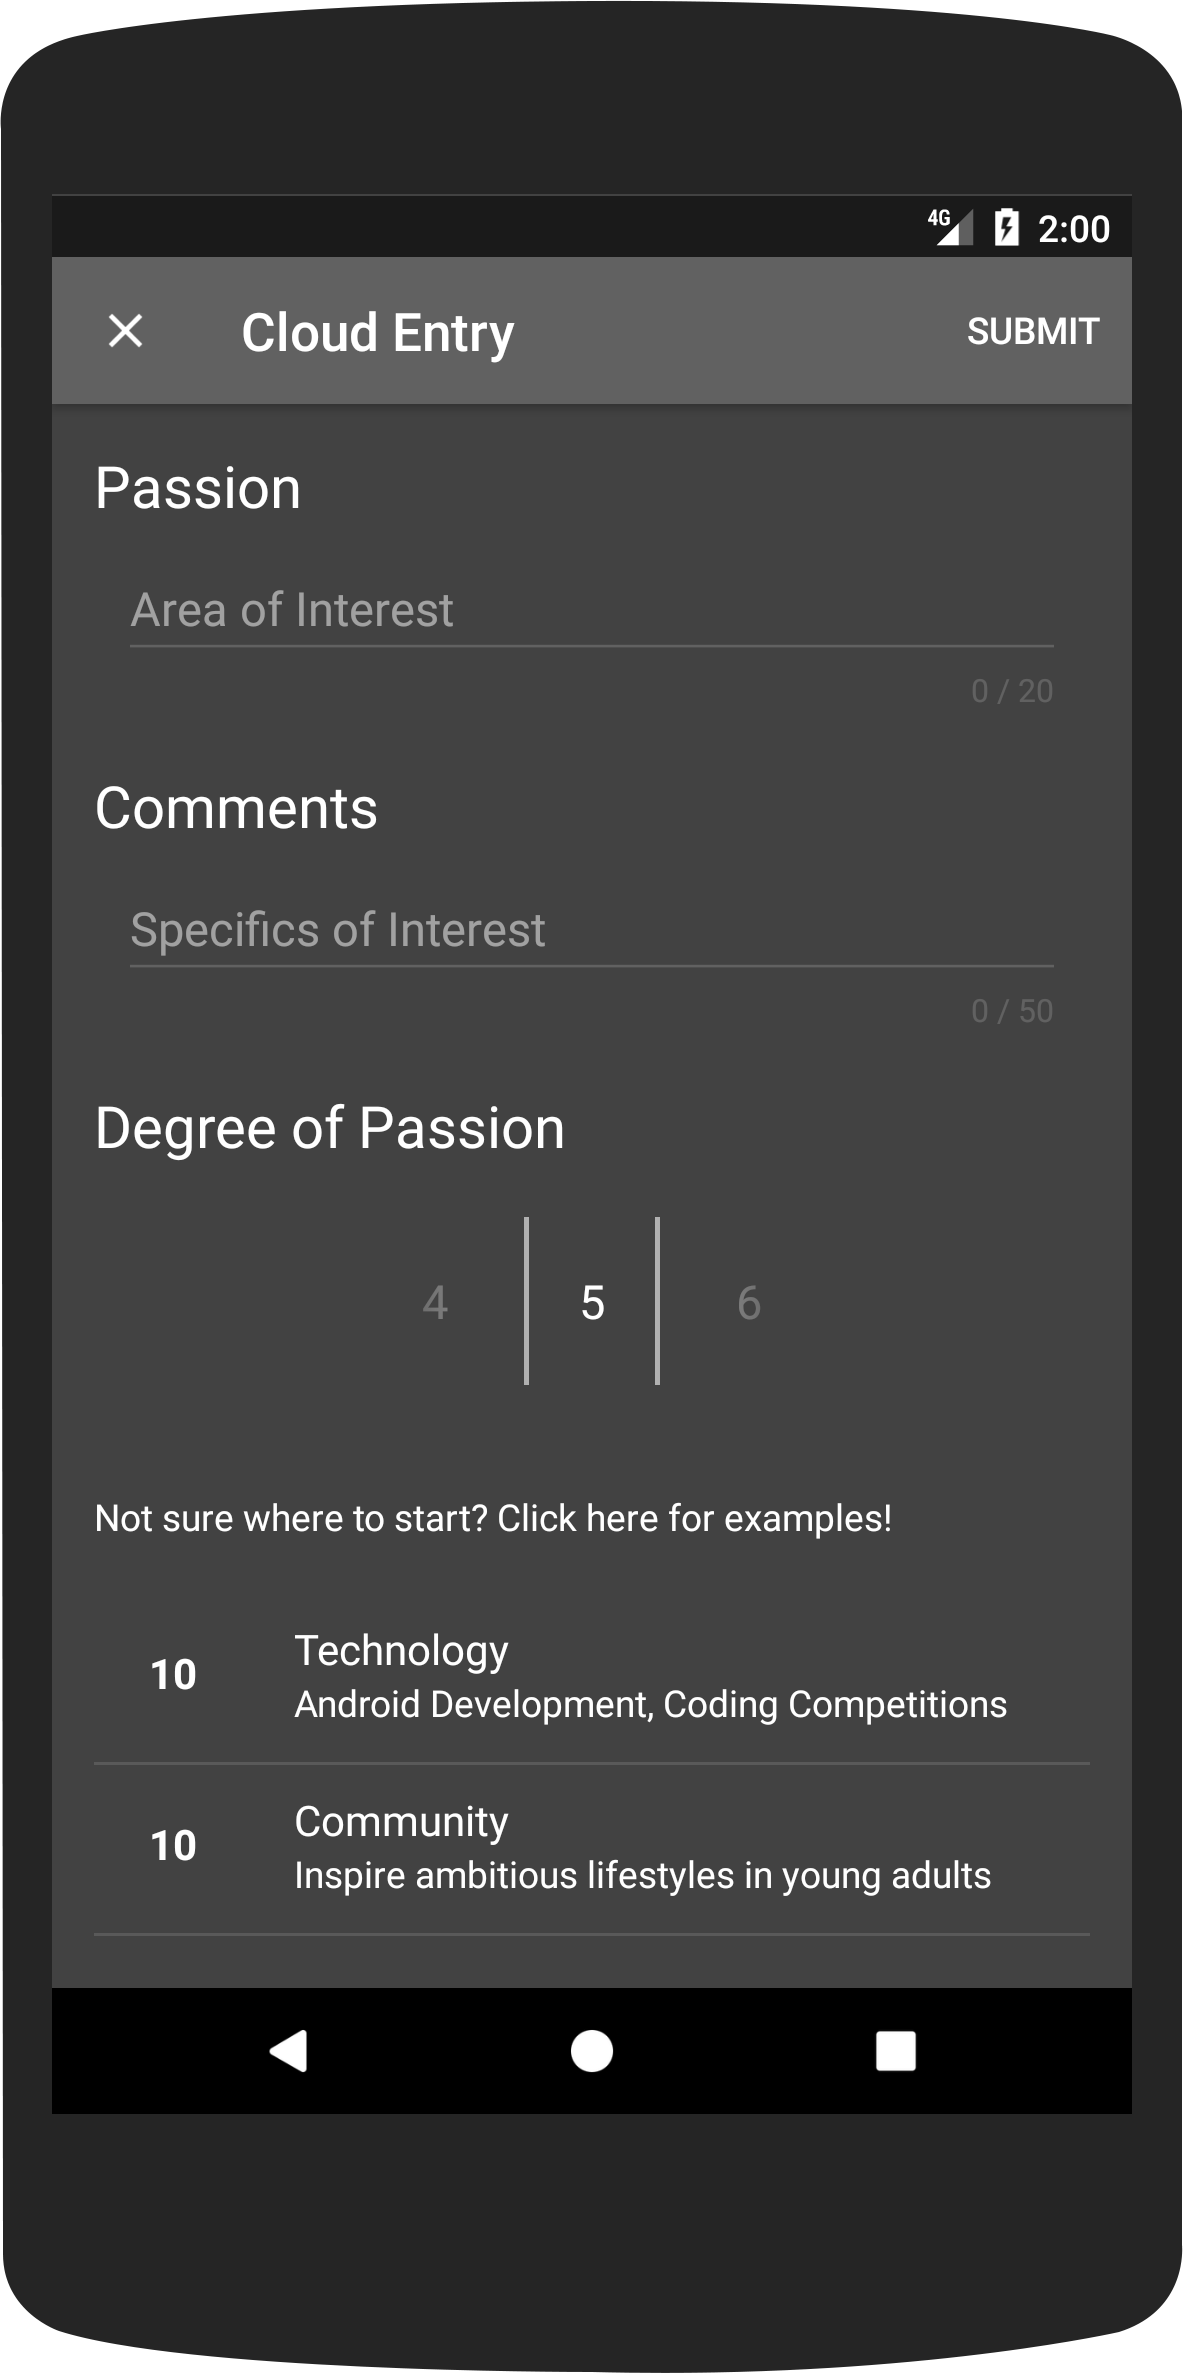 4G 2:00
Cloud Entry SUBMIT
Passion
Area of Interest
0 / 20
Comments
Specifics of Interest
0 / 50
Degree of Passion
4 5 6
Not sure where to start? Click here for examples!
10 Technology
Android Development, Coding Competitions
10 Community
Inspire ambitious lifestyles in young adults